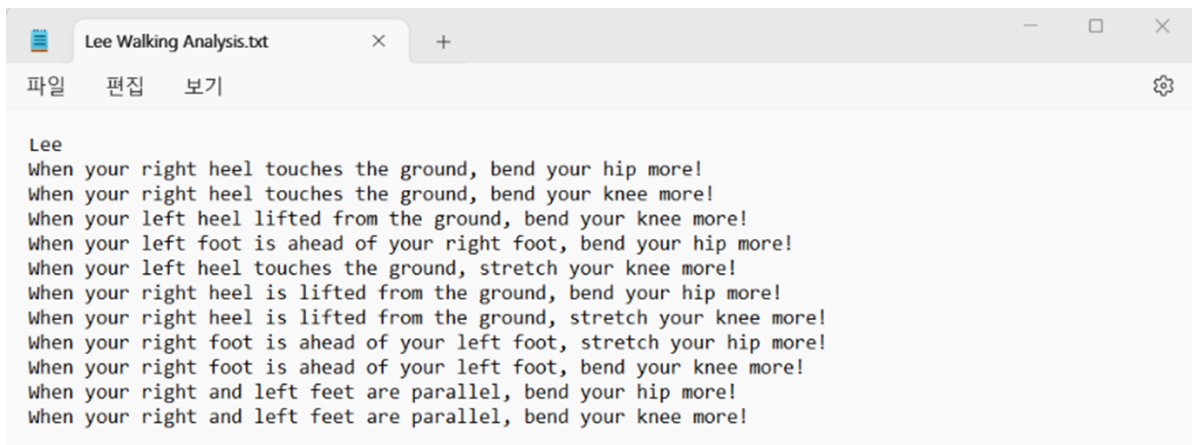 Lee Walking Analysis.txt
파일 편집 보기
Lee
When your right heel touches the ground, bend your hip more!
When your right heel touches the ground, bend your knee more!
When your left heel lifted from the ground, bend your knee more!
When your left foot is ahead of your right foot, bend your hip more!
When your left heel touches the ground, stretch your knee more!
When your right heel is lifted from the ground, bend your hip more!
When your right heel is lifted from the ground, stretch your knee more!
When your right foot is ahead of your left foot, stretch your hip more!
When your right foot is ahead of your left foot, bend your knee more!
When your right and left feet are parallel, bend your hip more!
When your right and left feet are parallel, bend your knee more!